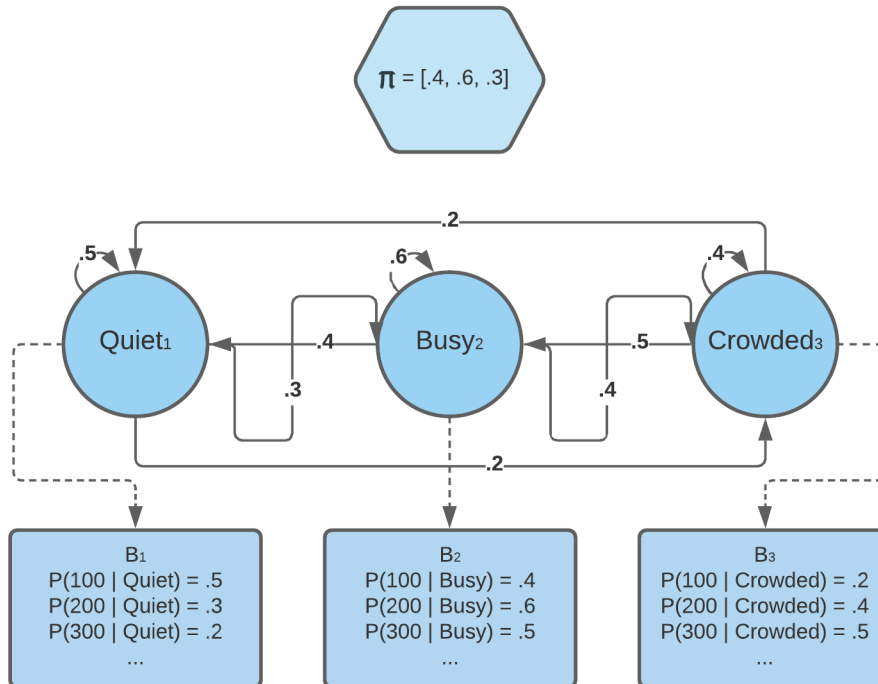 π = [.4, .6, .3]
.2
.5
.6
.4
Quiet1
.4
Busy2
.5
Crowded3
.3
.4
.2
B1
P(100 | Quiet) = .5
P(200 | Quiet) = .3
P(300 | Quiet) = .2
...
B2
P(100 | Busy) = .4
P(200 | Busy) = .6
P(300 | Busy) = .5
...
B3
P(100 | Crowded) = .2
P(200 | Crowded) = .4
P(300 | Crowded) = .5
...